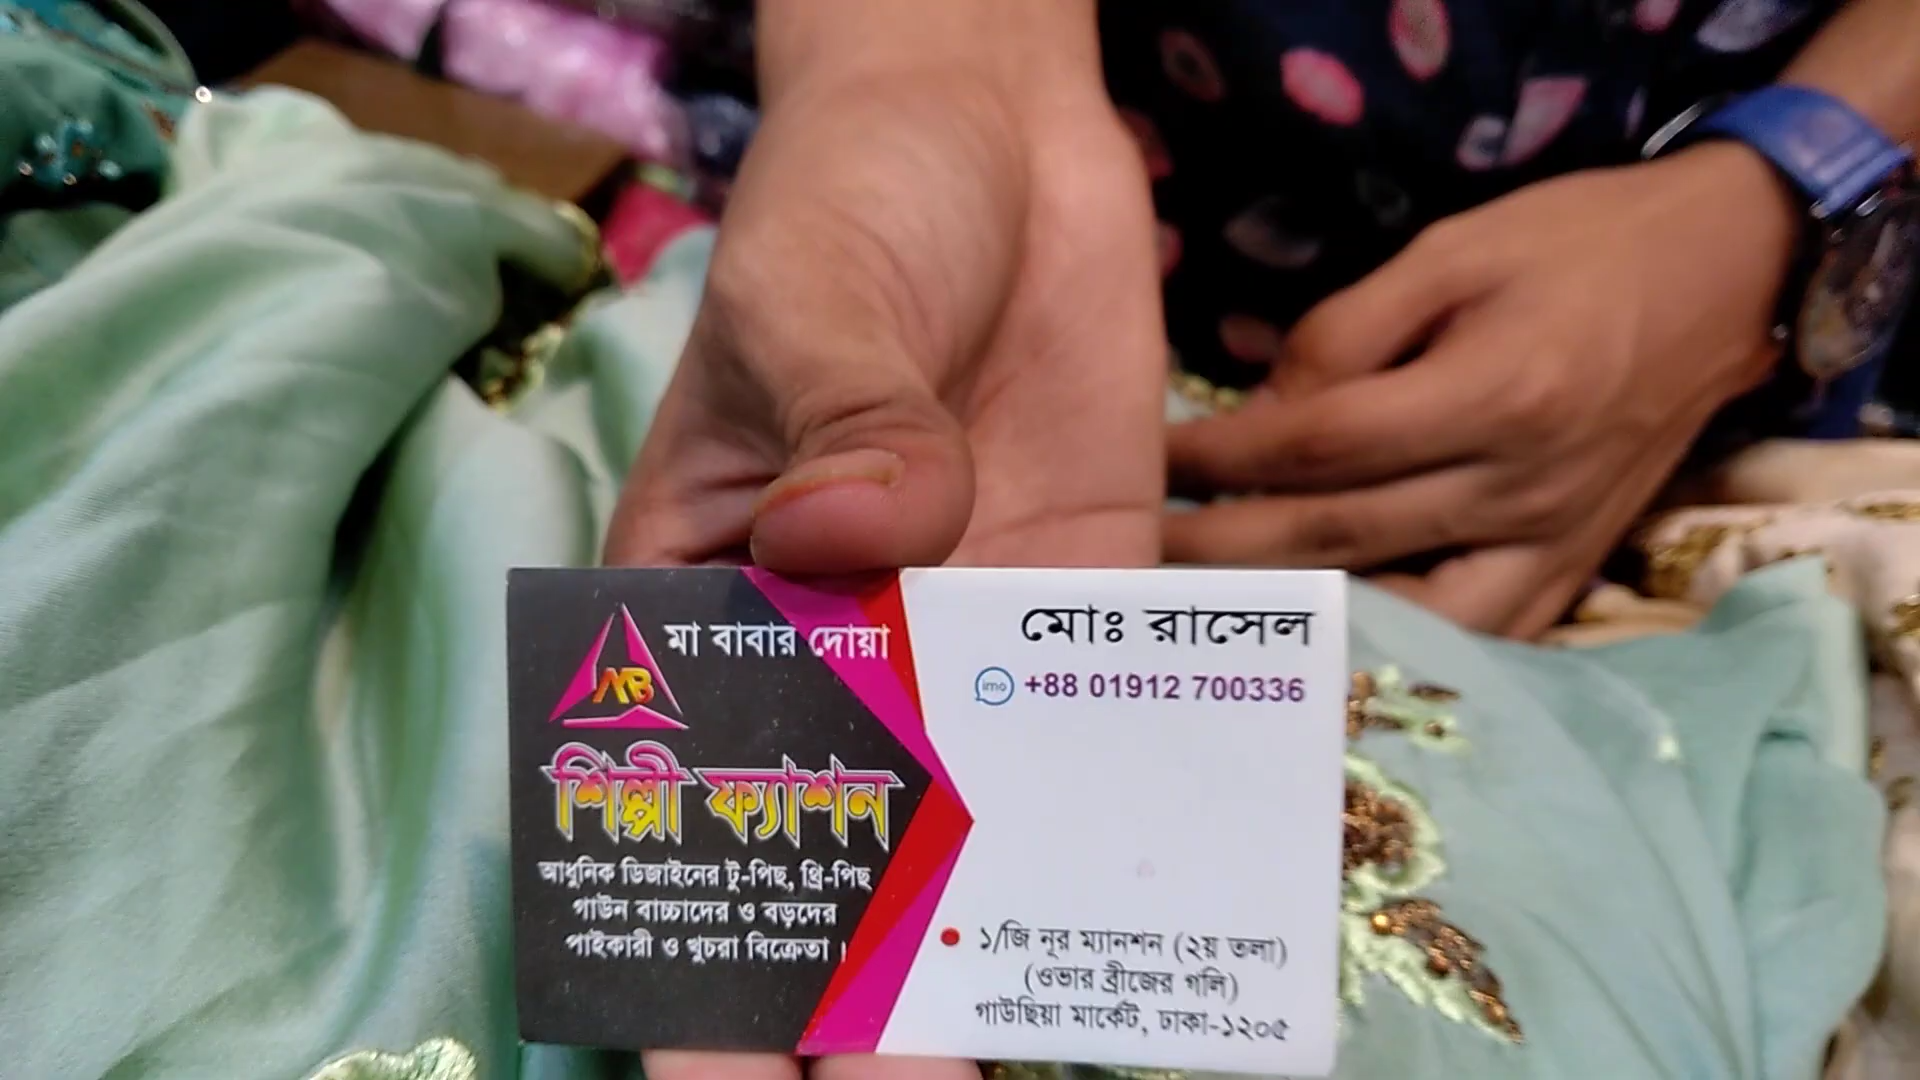 মা বাবার দোয়া
NB
শিল্পী ফ্যাশন
আধুনিক ডিজাইনের টু-পিছ, থ্রি-পিছ
গাউন বাচ্চাদের ও বড়দের
পাইকারী ও খুচরা বিক্রেতা।
মোঃ রাসেল
imo +88 01912 700336
১/জি নূর ম্যানশন (২য় তলা)
(ওভার ব্রীজের গলি)
গাউছিয়া মার্কেট, ঢাকা-১২০৫